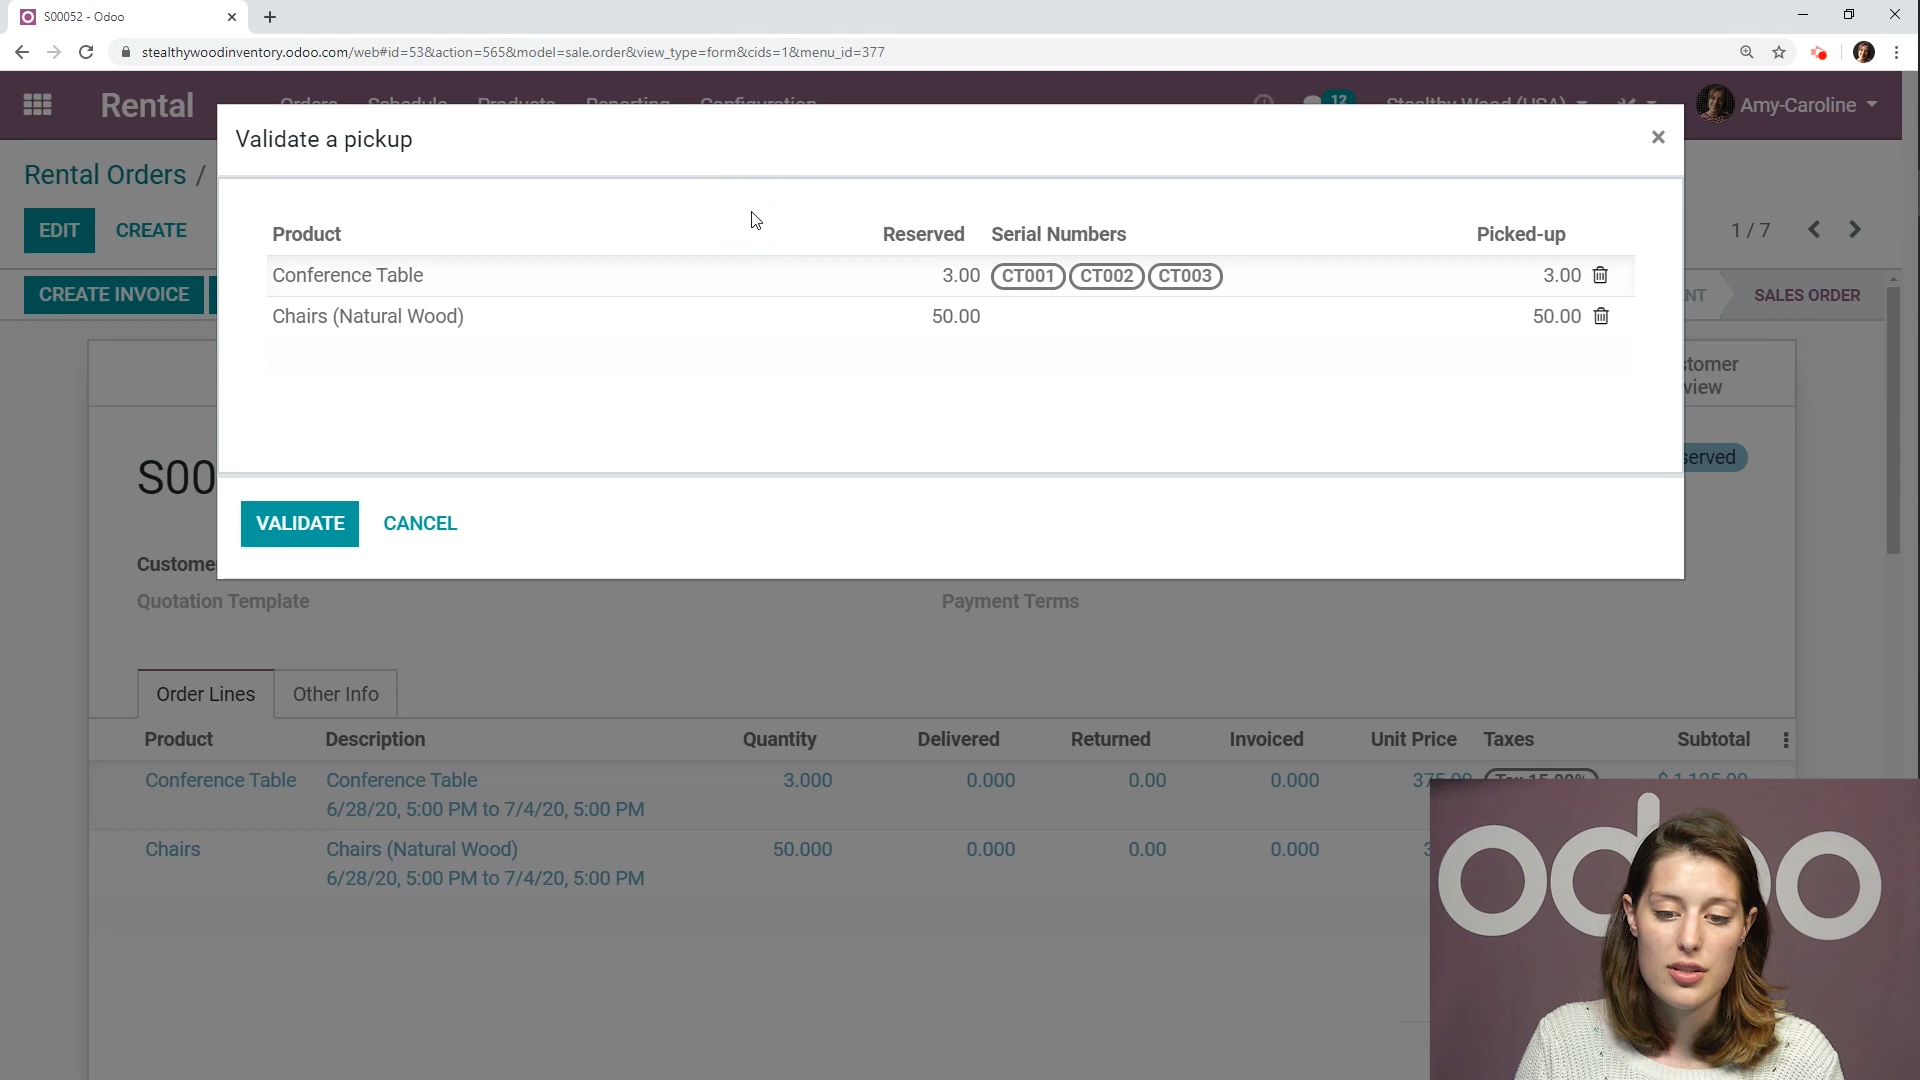 S00052 - Odoo
stealthywoodinventory.odoo.com/web#id=53&action=565&model=sale.order&view_type=form&cids=1&menu_id=377
Rental Orders Schedule Products Reporting Configuration 12 Stealthy Wood (USA) Amy-Caroline
Validate a pickup
Rental Orders /
EDIT CREATE 1 / 7
Product Reserved Serial Numbers Picked-up
Conference Table 3.00 CT001 CT002 CT003 3.00
CREATE INVOICE NT SALES ORDER
Chairs (Natural Wood) 50.00 50.00
stomer
view
S00 served
VALIDATE CANCEL
Custome
Quotation Template Payment Terms
Order Lines Other Info
Product Description Quantity Delivered Returned Invoiced Unit Price Taxes Subtotal
Conference Table Conference Table 3.000 0.000 0.00 0.000 375.00 Tax 15.00% $ 1,125.00
6/28/20, 5:00 PM to 7/4/20, 5:00 PM
Chairs Chairs (Natural Wood) 50.000 0.000 0.00 0.000 3
6/28/20, 5:00 PM to 7/4/20, 5:00 PM
odoo